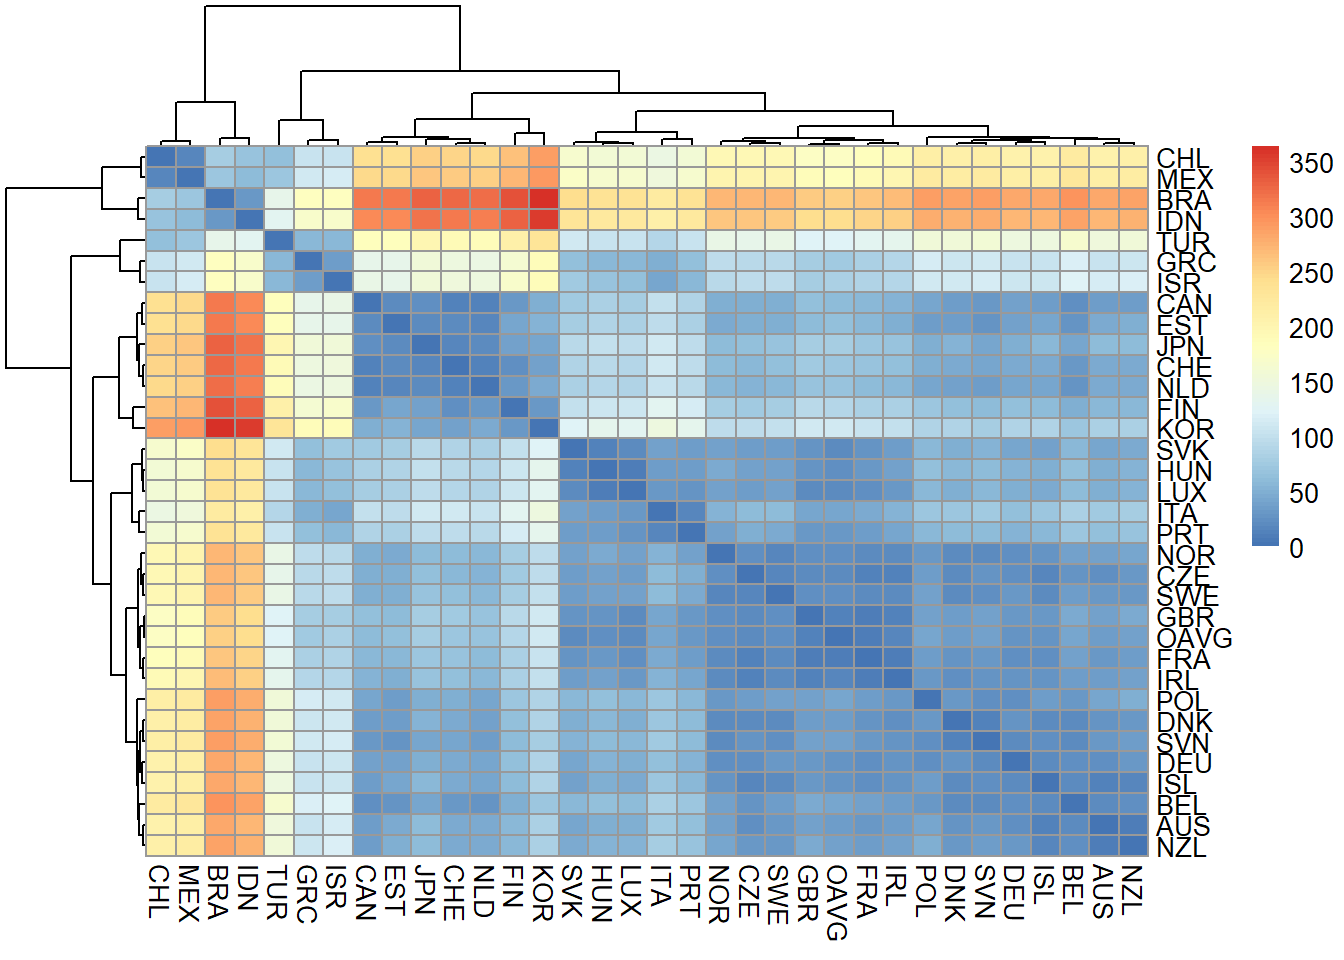 CHL
MEX
BRA
IDN
TUR
GRC
ISR
CAN
EST
JPN
CHE
NLD
FIN
KOR
SVK
HUN
LUX
ITA
PRT
NOR
CZE
SWE
GBR
OAVG
FRA
IRL
POL
DNK
SVN
DEU
ISL
BEL
AUS
NZL
350
300
250
200
150
100
50
0
CHL MEX BRA IDN TUR GRC ISR CAN EST JPN CHE NLD FIN KOR SVK HUN LUX ITA PRT NOR CZE SWE GBR OAVG FRA IRL POL DNK SVN DEU ISL BEL AUS NZL